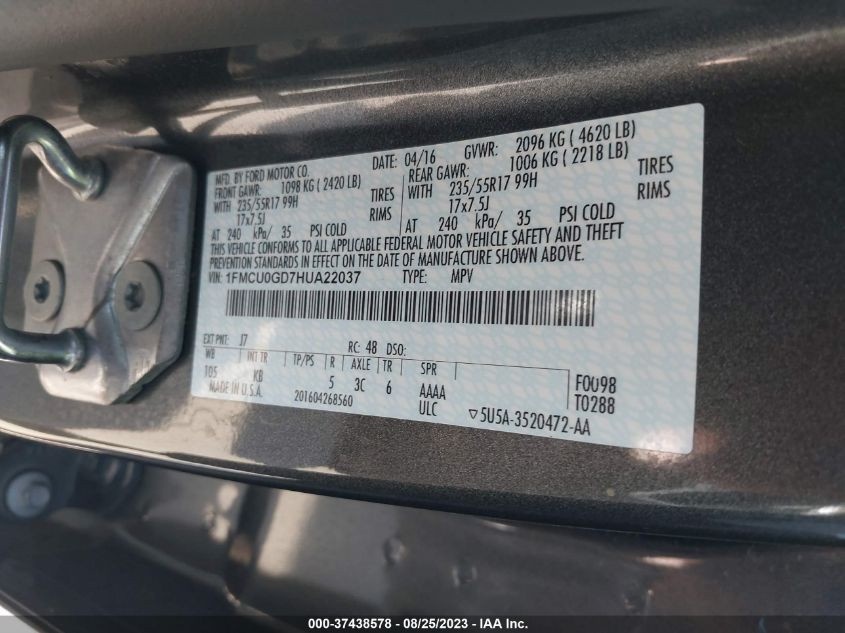 MFD. BY FORD MOTOR CO.
DATE: 04/16 GVWR: 2096 KG ( 4620 LB)
FRONT GAWR: 1098 KG ( 2420 LB)
REAR GAWR: 1006 KG ( 2218 LB)
WITH 235/55R17 99H TIRES
WITH 235/55R17 99H TIRES
17x7.5J RIMS
17x7.5J RIMS
AT 240 kPa/ 35 PSI COLD
AT 240 kPa/ 35 PSI COLD
THIS VEHICLE CONFORMS TO ALL APPLICABLE FEDERAL MOTOR VEHICLE SAFETY AND THEFT
PREVENTION STANDARDS IN EFFECT ON THE DATE OF MANUFACTURE SHOWN ABOVE.
VIN: 1FMCU0GD7HUA22037 TYPE: MPV
EXT PNT: J7 RC: 48 DSO:
WB INT TR TP/PS R AXLE TR SPR
105 KB 5 3C 6 AAAA F0098
MADE IN U.S.A. 201604268560 ULC T0288
▽5U5A-3520472-AA
000-37438578 - 08/25/2023 - IAA Inc.